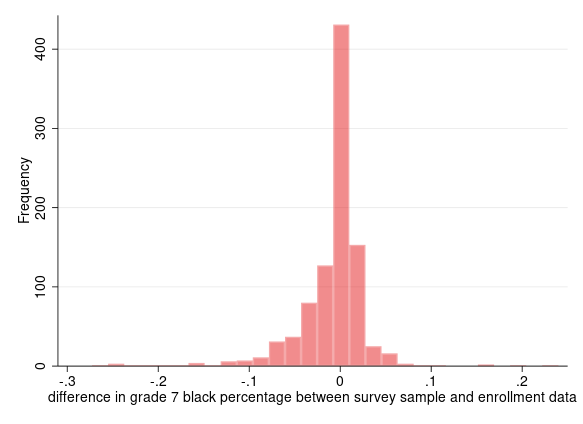 400
300
200
100
0
Frequency
-.3 -.2 -.1 0 .1 .2
difference in grade 7 black percentage between survey sample and enrollment data